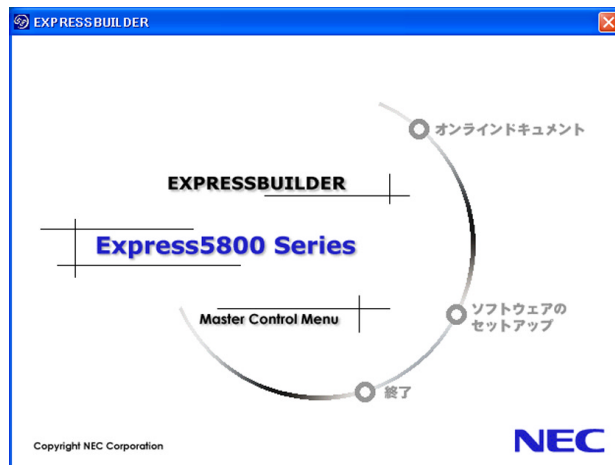 EXPRESSBUILDER
オンラインドキュメント
EXPRESSBUILDER
Express5800 Series
ソフトウェアの
セットアップ
Master Control Menu
終了
Copyright NEC Corporation
NEC